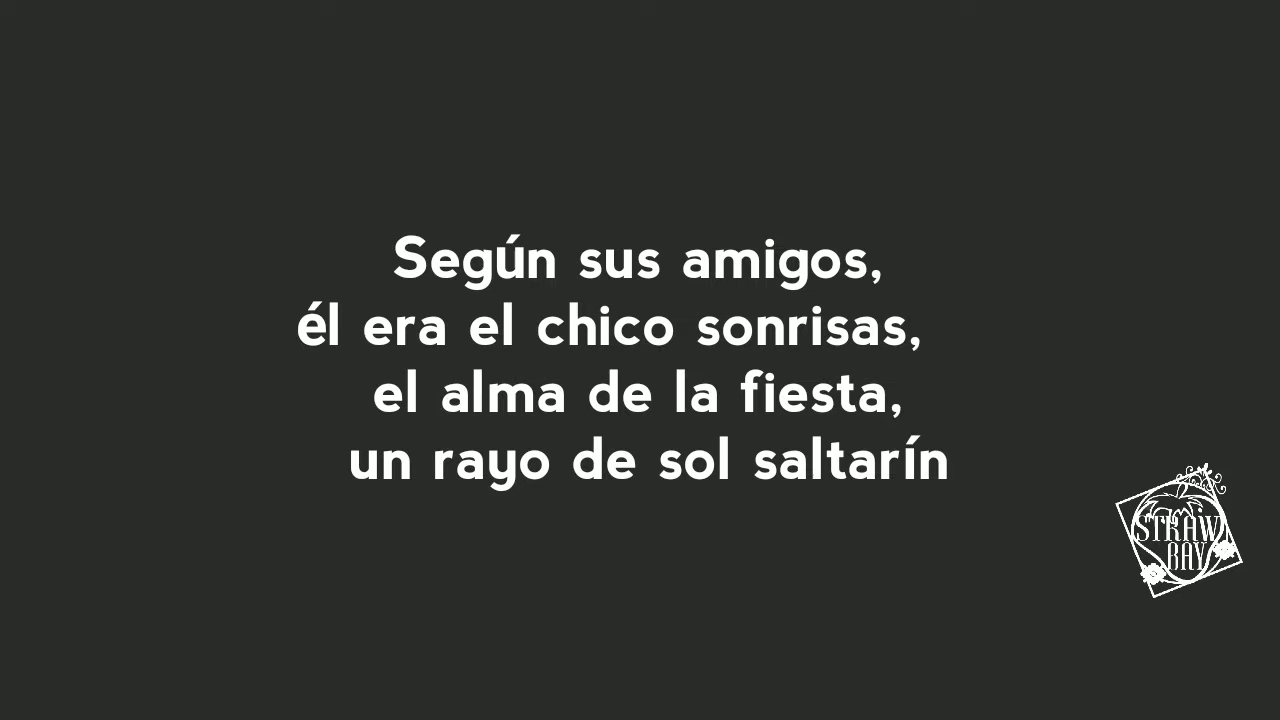 Según sus amigos,
él era el chico sonrisas,
el alma de la fiesta,
un rayo de sol saltarín
STRAW
BAY